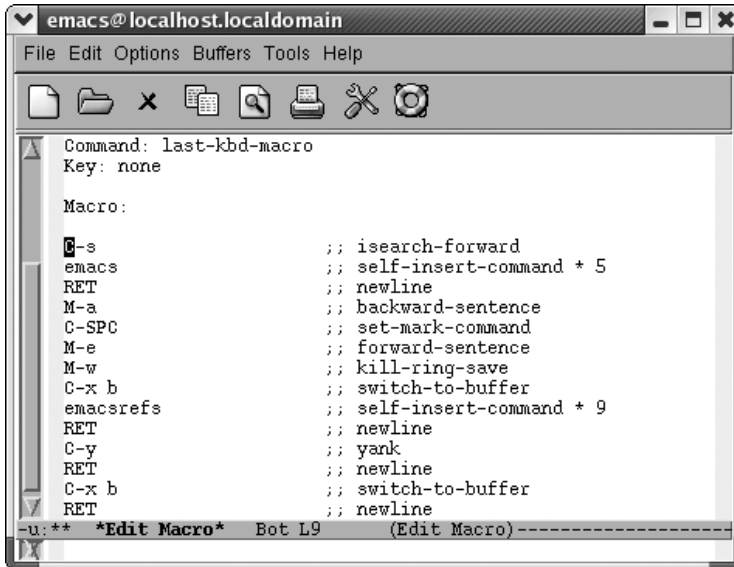 emacs@localhost.localdomain
File Edit Options Buffers Tools Help
Command: last-kbd-macro
Key: none
Macro:
C-s ;; isearch-forward
emacs ;; self-insert-command * 5
RET ;; newline
M-a ;; backward-sentence
C-SPC ;; set-mark-command
M-e ;; forward-sentence
M-w ;; kill-ring-save
C-x b ;; switch-to-buffer
emacsrefs ;; self-insert-command * 9
RET ;; newline
C-y ;; yank
RET ;; newline
C-x b ;; switch-to-buffer
RET ;; newline
-u:** *Edit Macro* Bot L9 (Edit Macro)--------------------